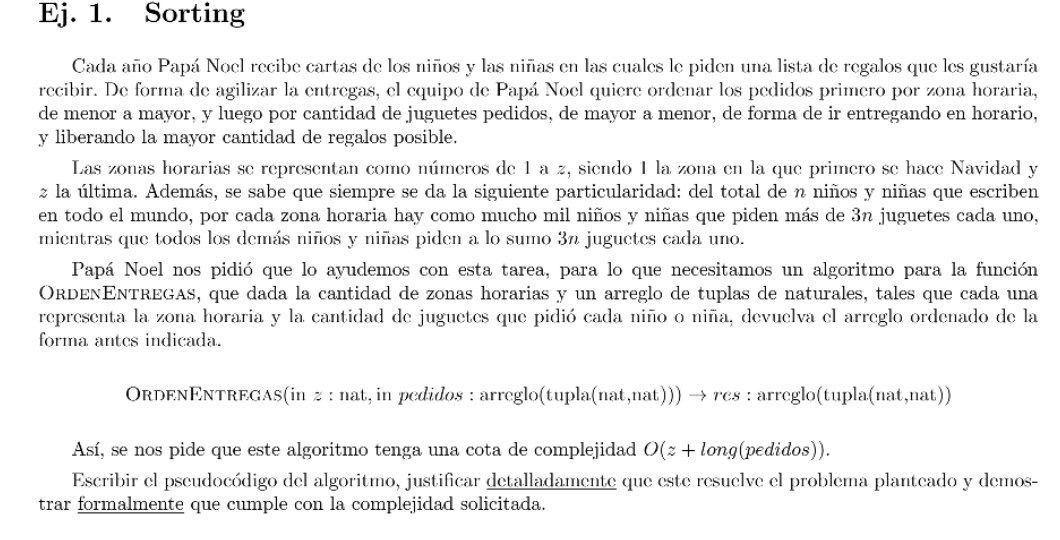 Ej. 1. Sorting
Cada año Papá Noel recibe cartas de los niños y las niñas en las cuales le piden una lista de regalos que les gustaría
recibir. De forma de agilizar la entregas, el equipo de Papá Noel quiere ordenar los pedidos primero por zona horaria,
de menor a mayor, y luego por cantidad de juguetes pedidos, de mayor a menor, de forma de ir entregando en horario,
y liberando la mayor cantidad de regalos posible.
Las zonas horarias se representan como números de 1 a z, siendo 1 la zona en la que primero se hace Navidad y
z la última. Además, se sabe que siempre se da la siguiente particularidad: del total de n niños y niñas que escriben
en todo el mundo, por cada zona horaria hay como mucho mil niños y niñas que piden más de 3n juguetes cada uno,
mientras que todos los demás niños y niñas piden a lo sumo 3n juguetes cada uno.
Papá Noel nos pidió que lo ayudemos con esta tarea, para lo que necesitamos un algoritmo para la función
ORDENENTREGAS, que dada la cantidad de zonas horarias y un arreglo de tuplas de naturales, tales que cada una
representa la zona horaria y la cantidad de juguetes que pidió cada niño o niña, devuelva el arreglo ordenado de la
forma antes indicada.
ORDENENTREGAS(in z : nat, in pedidos : arreglo(tupla(nat,nat))) → res : arreglo(tupla(nat,nat))
Así, se nos pide que este algoritmo tenga una cota de complejidad O(z + long(pedidos)).
Escribir el pseudocódigo del algoritmo, justificar detalladamente que este resuelve el problema planteado y demos-
trar formalmente que cumple con la complejidad solicitada.